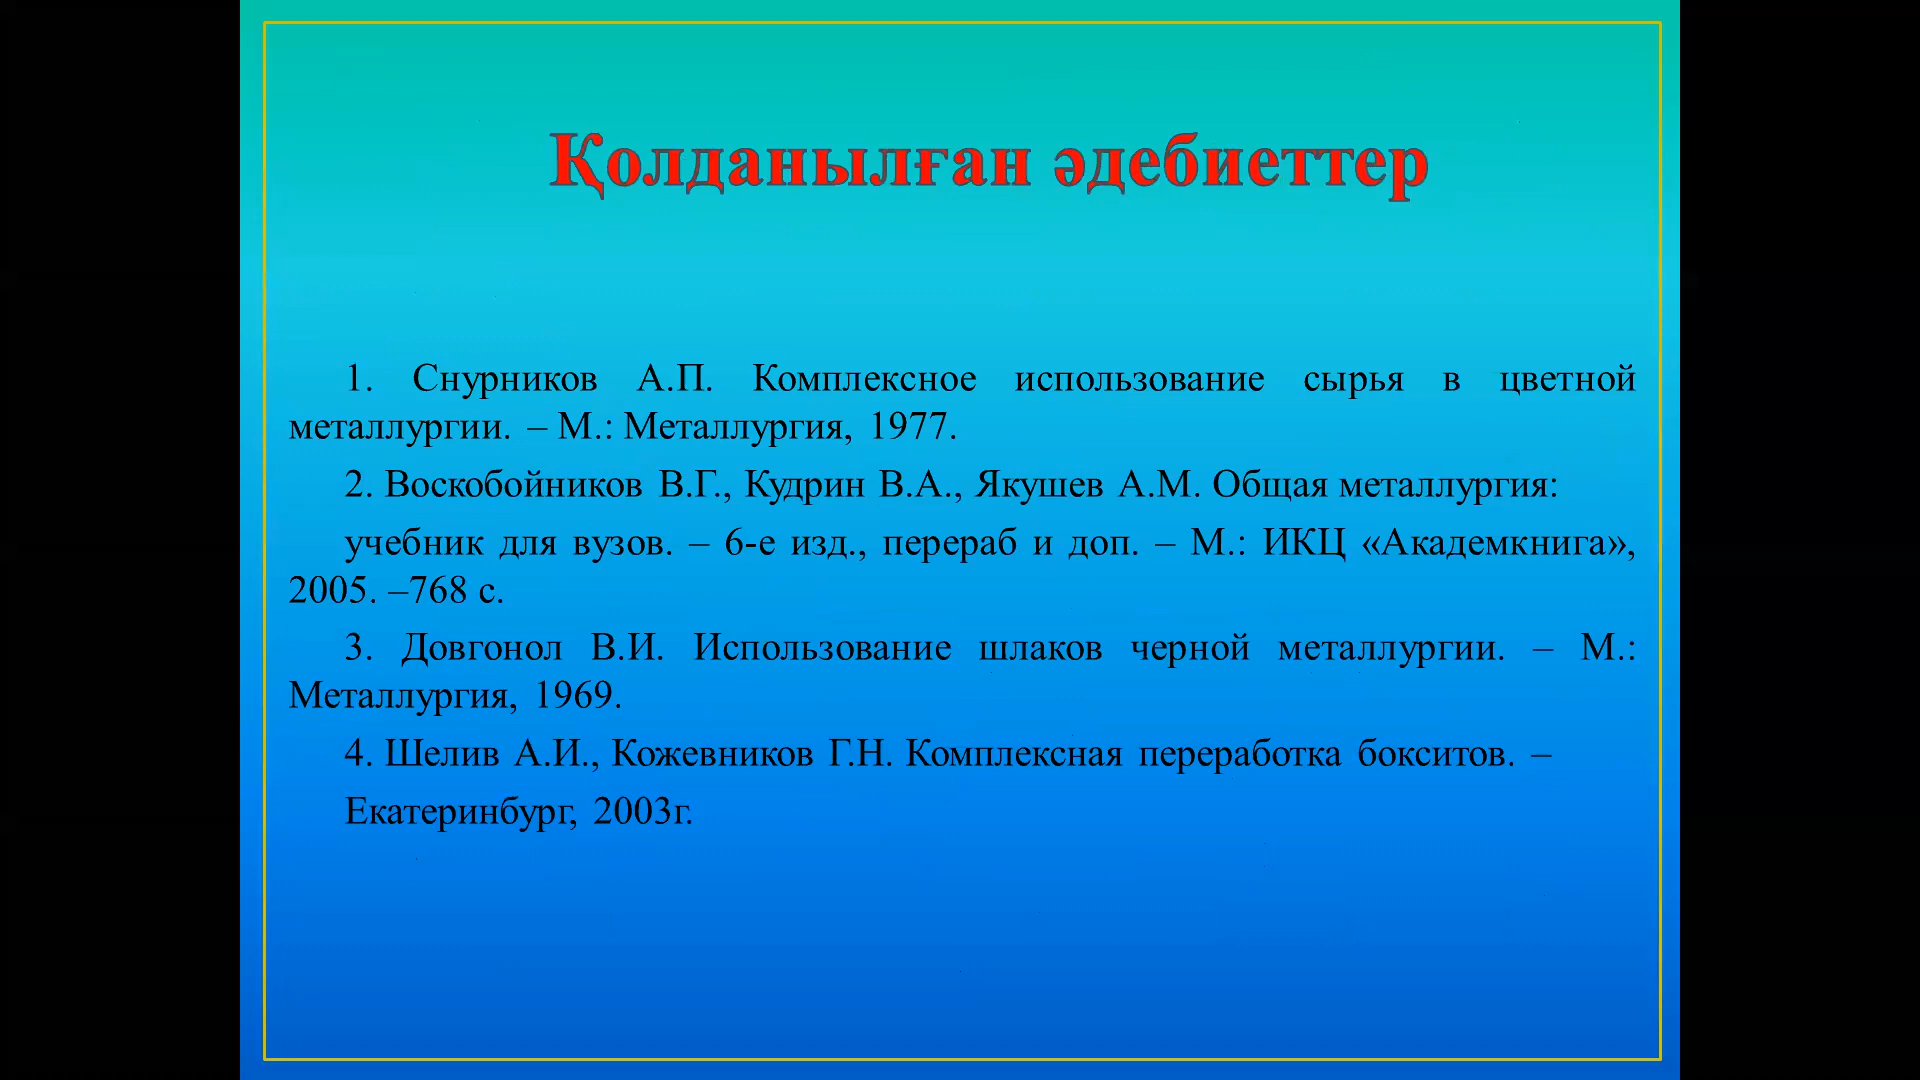 Қолданылған әдебиеттер
1. Снурников А.П. Комплексное использование сырья в цветной
металлургии. – М.: Металлургия, 1977.
2. Воскобойников В.Г., Кудрин В.А., Якушев А.М. Общая металлургия:
учебник для вузов. – 6-е изд., перераб и доп. – М.: ИКЦ «Академкнига»,
2005. –768 с.
3. Довгонол В.И. Использование шлаков черной металлургии. – М.:
Металлургия, 1969.
4. Шелив А.И., Кожевников Г.Н. Комплексная переработка бокситов. –
Екатеринбург, 2003г.